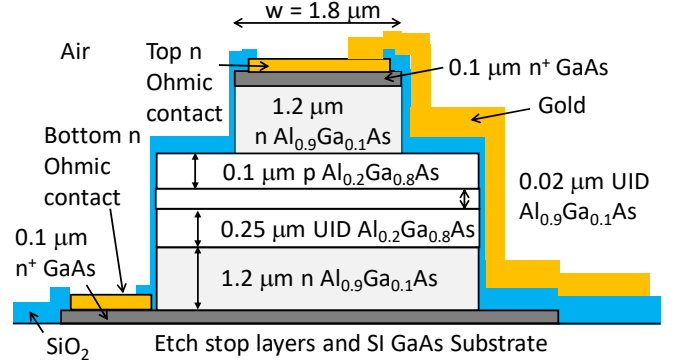 w = 1.8 μm
Air
Top n
Ohmic
contact
0.1 μm n⁺ GaAs
Gold
1.2 μm
n Al₀.₉Ga₀.₁As
Bottom n
Ohmic
contact
0.1 μm p Al₀.₂Ga₀.₈As
0.02 μm UID
Al₀.₉Ga₀.₁As
0.25 μm UID Al₀.₂Ga₀.₈As
0.1 μm
n⁺ GaAs
1.2 μm n Al₀.₉Ga₀.₁As
SiO₂
Etch stop layers and SI GaAs Substrate